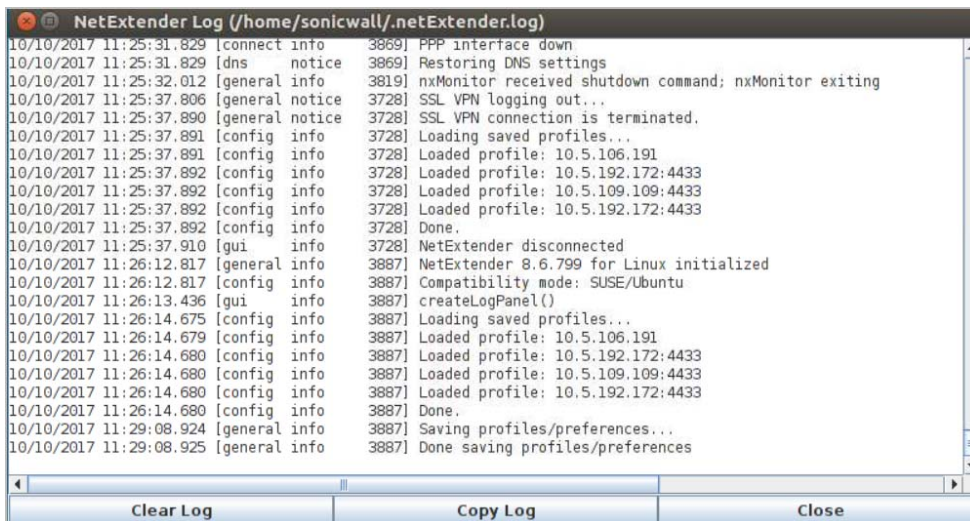 NetExtender Log (/home/sonicwall/.netExtender.log)
10/10/2017 11:25:31.829 [connect info 3869] PPP interface down
10/10/2017 11:25:31.829 [dns notice 3869] Restoring DNS settings
10/10/2017 11:25:32.012 [general info 3819] nxMonitor received shutdown command; nxMonitor exiting
10/10/2017 11:25:37.806 [general notice 3728] SSL VPN logging out...
10/10/2017 11:25:37.890 [general notice 3728] SSL VPN connection is terminated.
10/10/2017 11:25:37.891 [config info 3728] Loading saved profiles...
10/10/2017 11:25:37.891 [config info 3728] Loaded profile: 10.5.106.191
10/10/2017 11:25:37.892 [config info 3728] Loaded profile: 10.5.192.172:4433
10/10/2017 11:25:37.892 [config info 3728] Loaded profile: 10.5.109.109:4433
10/10/2017 11:25:37.892 [config info 3728] Loaded profile: 10.5.192.172:4433
10/10/2017 11:25:37.892 [config info 3728] Done.
10/10/2017 11:25:37.910 [gui info 3728] NetExtender disconnected
10/10/2017 11:26:12.817 [general info 3887] NetExtender 8.6.799 for Linux initialized
10/10/2017 11:26:12.817 [config info 3887] Compatibility mode: SUSE/Ubuntu
10/10/2017 11:26:13.436 [gui info 3887] createLogPanel()
10/10/2017 11:26:14.675 [config info 3887] Loading saved profiles...
10/10/2017 11:26:14.679 [config info 3887] Loaded profile: 10.5.106.191
10/10/2017 11:26:14.680 [config info 3887] Loaded profile: 10.5.192.172:4433
10/10/2017 11:26:14.680 [config info 3887] Loaded profile: 10.5.109.109:4433
10/10/2017 11:26:14.680 [config info 3887] Loaded profile: 10.5.192.172:4433
10/10/2017 11:26:14.680 [config info 3887] Done.
10/10/2017 11:29:08.924 [general info 3887] Saving profiles/preferences...
10/10/2017 11:29:08.925 [general info 3887] Done saving profiles/preferences
Clear Log Copy Log Close